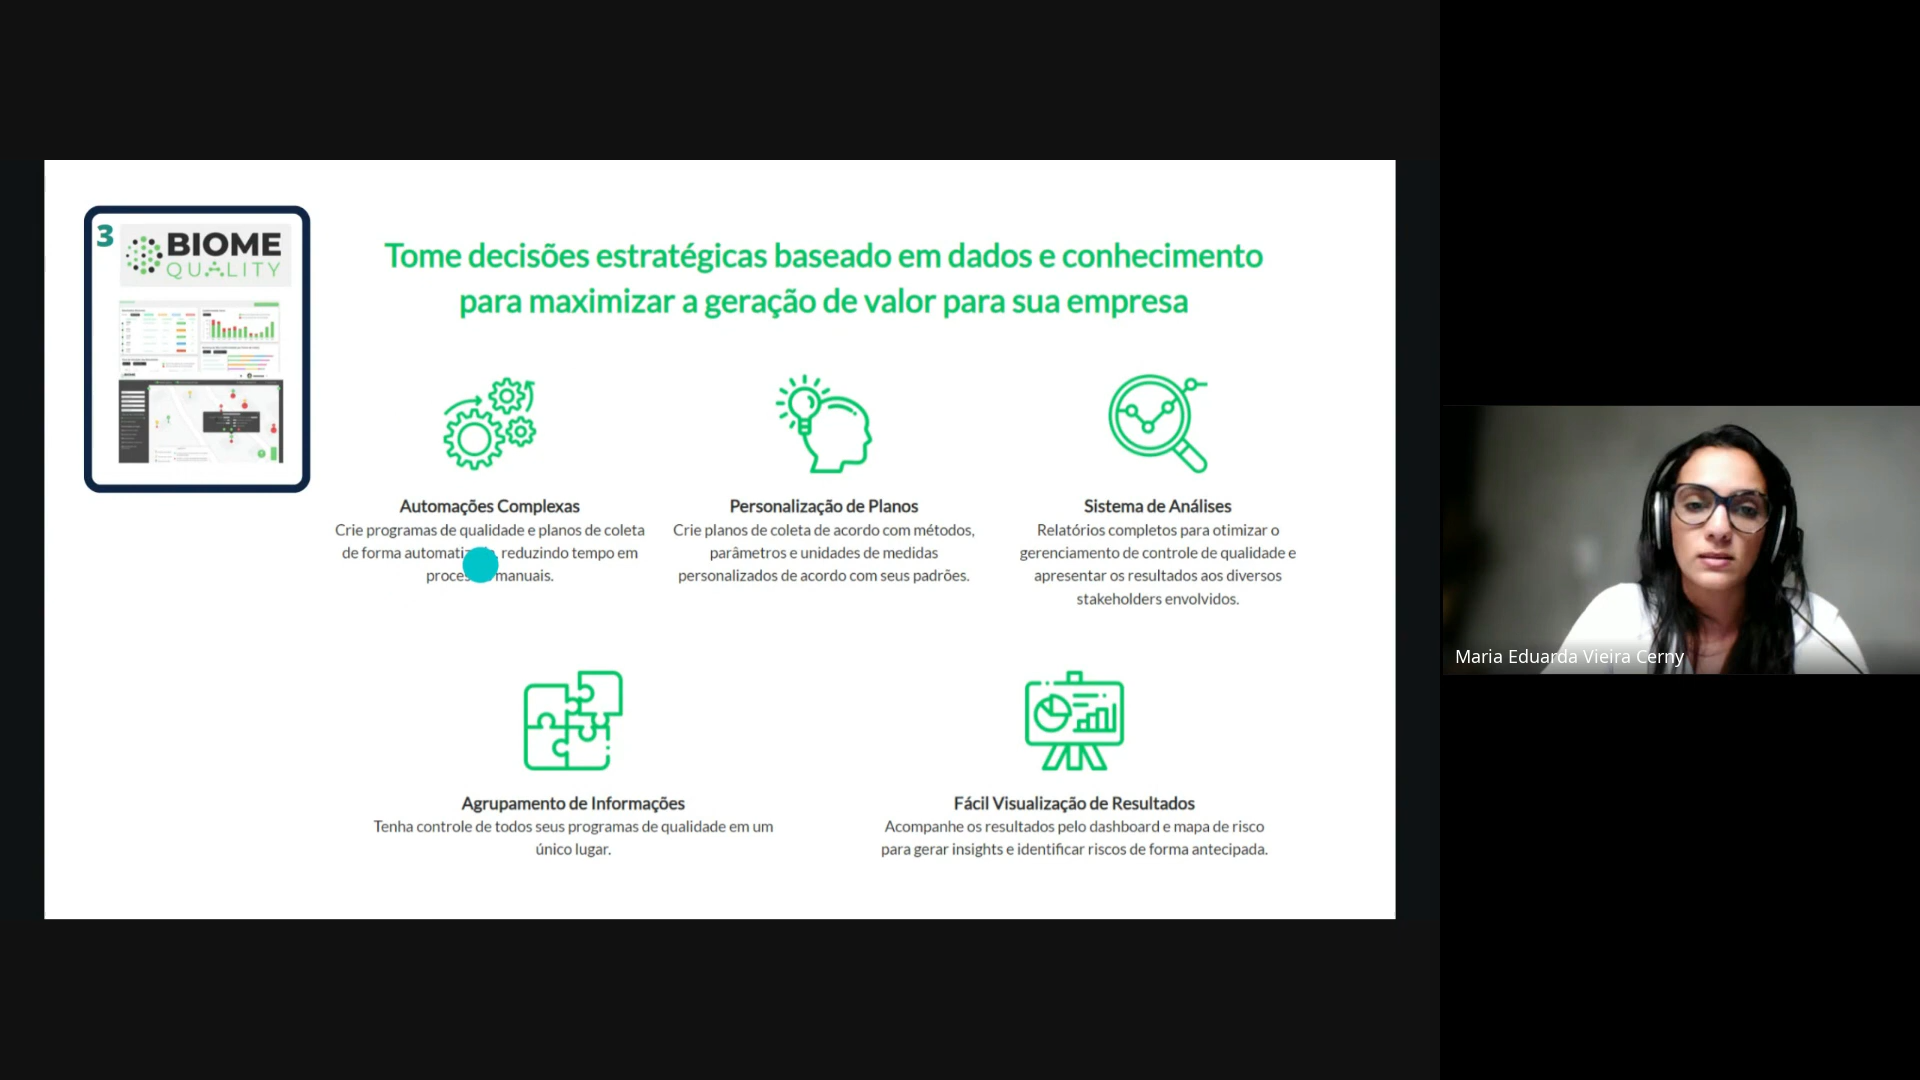 3
BIOME
QUALITY
Tome decisões estratégicas baseado em dados e conhecimento
para maximizar a geração de valor para sua empresa
Automações Complexas
Crie programas de qualidade e planos de coleta
de forma reduzindo tempo em
manuais.
Personalização de Planos
Crie planos de coleta de acordo com métodos,
parâmetros e unidades de medidas
personalizados de acordo com seus padrões.
Sistema de Análises
Relatórios completos para otimizar o
gerenciamento de controle de qualidade e
apresentar os resultados aos diversos
stakeholders envolvidos.
Agrupamento de Informações
Tenha controle de todos seus programas de qualidade em um
único lugar.
Fácil Visualização de Resultados
Acompanhe os resultados pelo dashboard e mapa de risco
para gerar insights e identificar riscos de forma antecipada.
Maria Eduarda Vieira Cerny